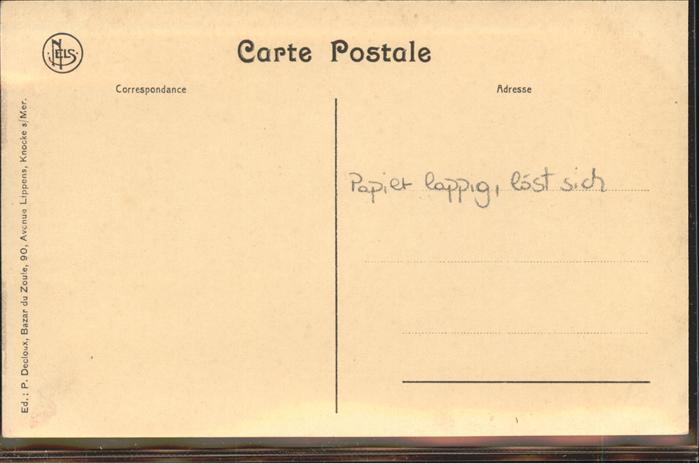 NELS
Carte Postale
Correspondance
Adresse
Papier lappig, löst sich
Ed.: P. Decloux, Bazar du Zoute, 90, Avenue Lippens, Knocke s/Mer.